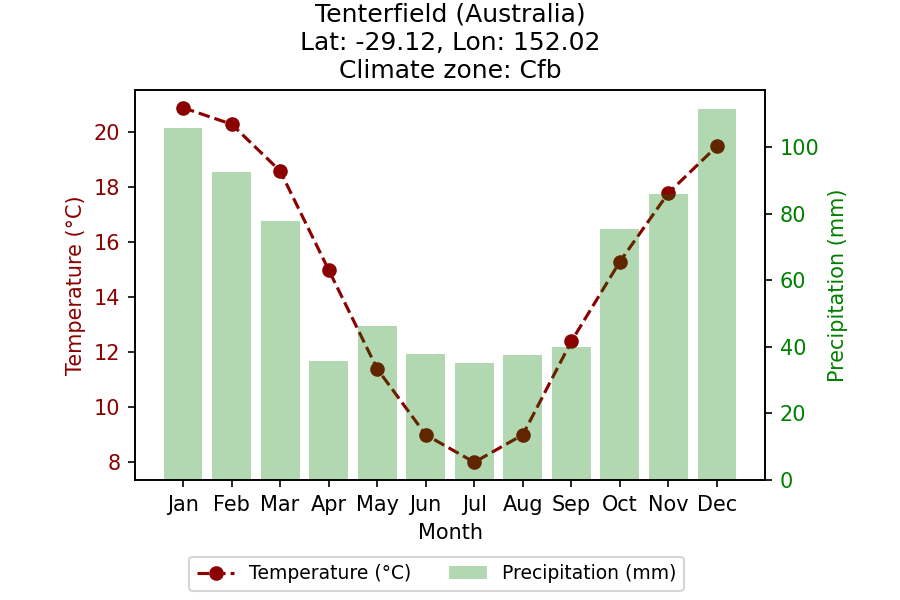 Tenterfield (Australia)
Lat: -29.12, Lon: 152.02
Climate zone: Cfb
Temperature (°C)
20
18
16
14
12
10
8
Precipitation (mm)
100
80
60
40
20
0
Jan Feb Mar Apr May Jun Jul Aug Sep Oct Nov Dec
Month
Temperature (°C) Precipitation (mm)